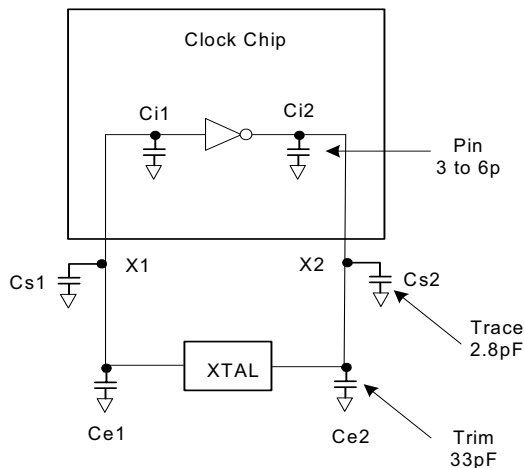 Clock Chip
Ci1
Ci2
Pin
3 to 6p
Cs1
X1
X2
Cs2
Trace
2.8pF
XTAL
Ce1
Ce2
Trim
33pF